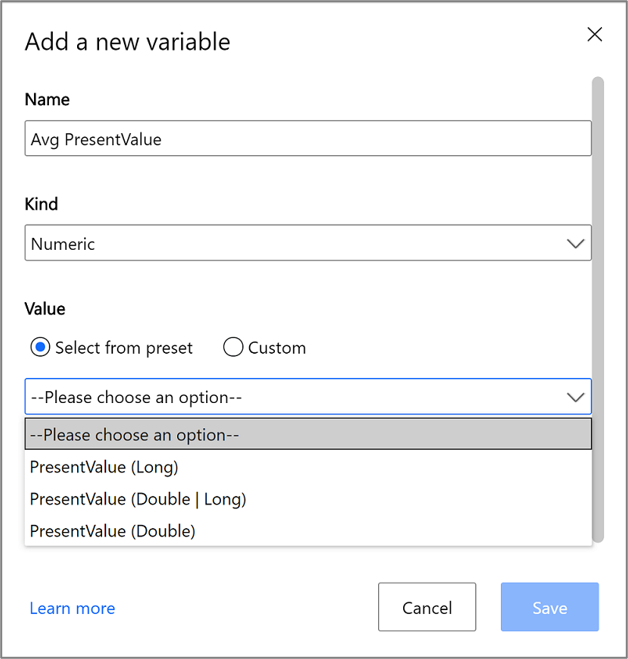 Add a new variable
Name
Avg PresentValue
Kind
Numeric
Value
Select from preset Custom
--Please choose an option--
--Please choose an option--
PresentValue (Long)
PresentValue (Double | Long)
PresentValue (Double)
Learn more Cancel Save